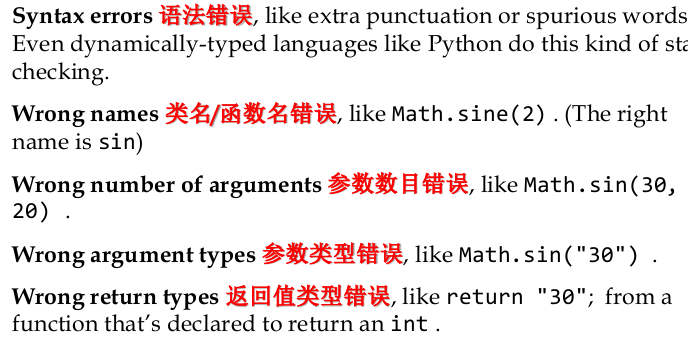 Syntax errors 语法错误, like extra punctuation or spurious words
Even dynamically-typed languages like Python do this kind of sta
checking.
Wrong names 类名/函数名错误, like Math.sine(2) . (The right
name is sin)
Wrong number of arguments 参数数目错误, like Math.sin(30,
20) .
Wrong argument types 参数类型错误, like Math.sin("30") .
Wrong return types 返回值类型错误, like return "30"; from a
function that’s declared to return an int .